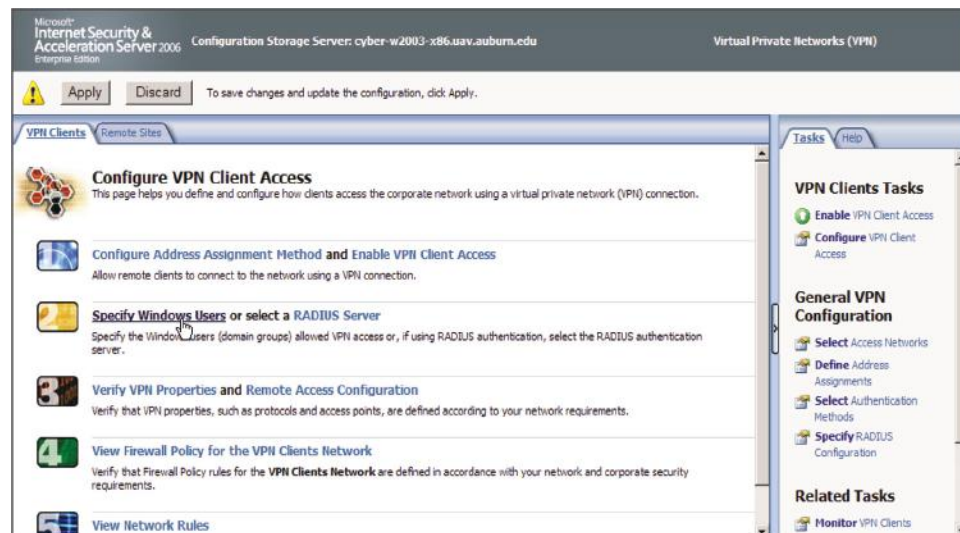 Microsoft®
Internet Security &
Acceleration Server 2006
Enterprise Edition
Configuration Storage Server: cyber-w2003-x86.uav.auburn.edu
Virtual Private Networks (VPN)
Apply
Discard
To save changes and update the configuration, click Apply.
VPN Clients
Remote Sites
Configure VPN Client Access
This page helps you define and configure how clients access the corporate network using a virtual private network (VPN) connection.
1
Configure Address Assignment Method and Enable VPN Client Access
Allow remote clients to connect to the network using a VPN connection.
2
Specify Windows Users or select a RADIUS Server
Specify the Windows users (domain groups) allowed VPN access or, if using RADIUS authentication, select the RADIUS authentication
server.
3
Verify VPN Properties and Remote Access Configuration
Verify that VPN properties, such as protocols and access points, are defined according to your network requirements.
4
View Firewall Policy for the VPN Clients Network
Verify that Firewall Policy rules for the VPN Clients Network are defined in accordance with your network and corporate security
requirements.
5
View Network Rules
Tasks
Help
VPN Clients Tasks
Enable VPN Client Access
Configure VPN Client
Access
General VPN
Configuration
Select Access Networks
Define Address
Assignments
Select Authentication
Methods
Specify RADIUS
Configuration
Related Tasks
Monitor VPN Clients